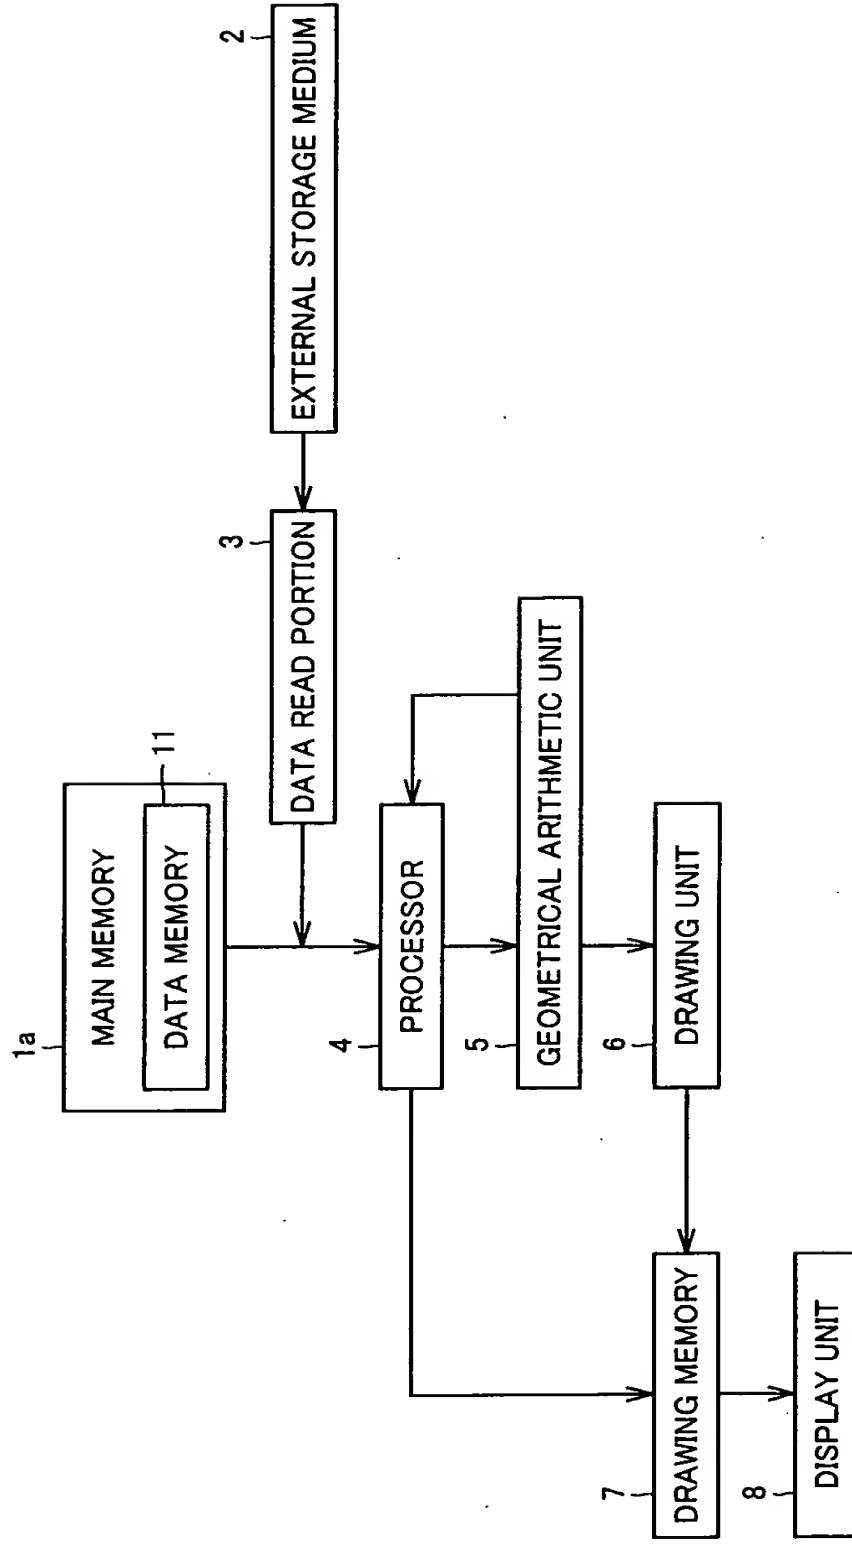 1a
MAIN MEMORY
DATA MEMORY
11
2
EXTERNAL STORAGE MEDIUM
3
DATA READ PORTION
4
PROCESSOR
5
GEOMETRICAL ARITHMETIC UNIT
6
DRAWING UNIT
7
DRAWING MEMORY
8
DISPLAY UNIT